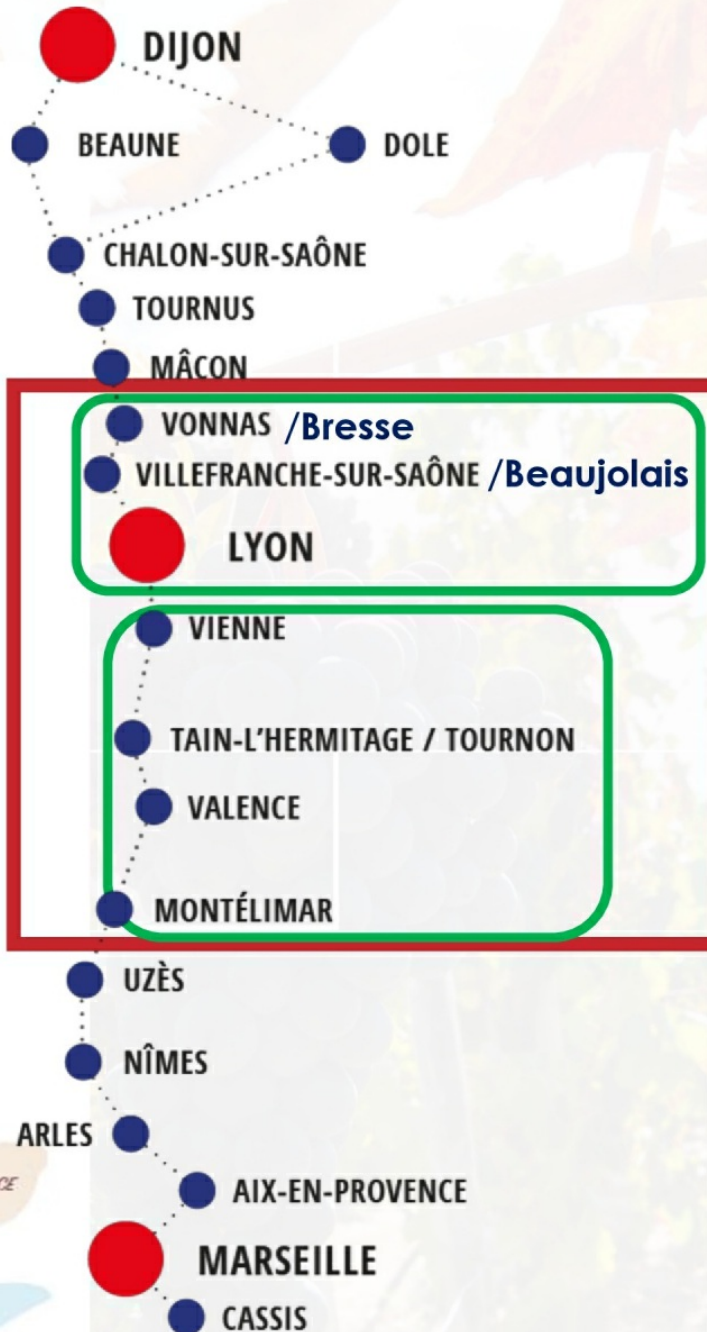 DIJON
BEAUNE
DOLE
CHALON-SUR-SAÔNE
TOURNUS
MÂCON
VONNAS /Bresse
VILLEFRANCHE-SUR-SAÔNE /Beaujolais
LYON
VIENNE
TAIN-L'HERMITAGE / TOURNON
VALENCE
MONTÉLIMAR
UZÈS
NÎMES
ARLES
AIX-EN-PROVENCE
MARSEILLE
CASSIS